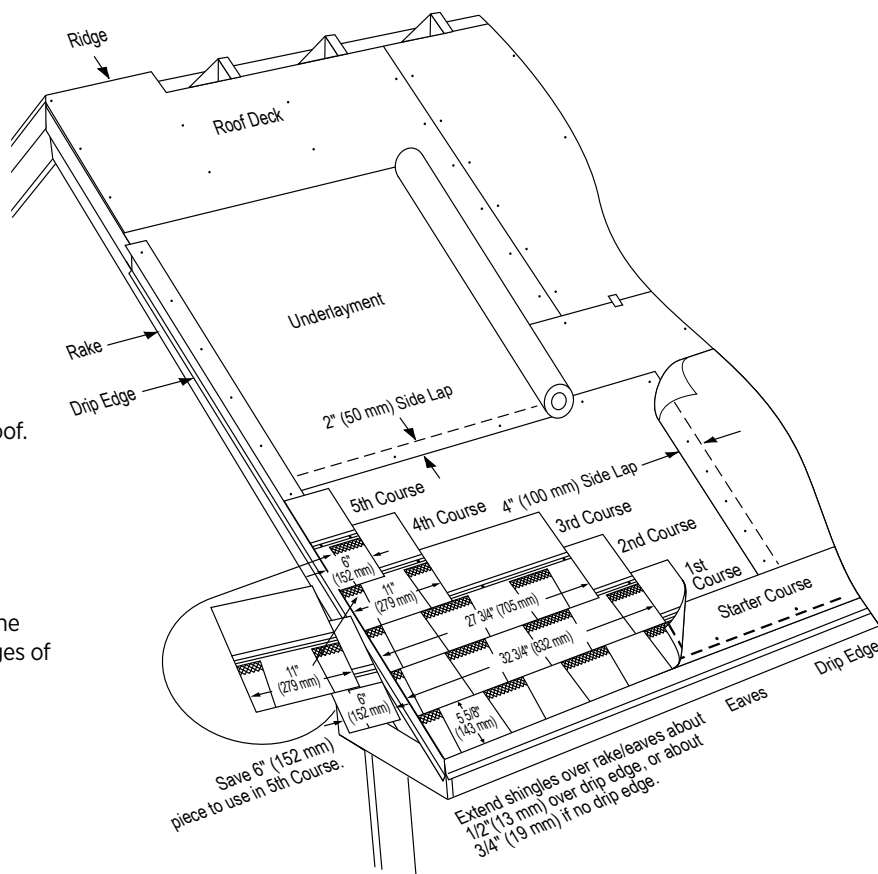 Ridge
Roof Deck
Underlayment
Rake
Drip Edge
oof.
2" (50 mm) Side Lap
5th Course
4th Course
4" (100 mm) Side Lap
3rd Course
2nd Course
1st
Course
Starter Course
6"
(152 mm)
11"
(279 mm)
27 3/4" (705 mm)
32 3/4" (832 mm)
5 5/8"
(143 mm)
ne
ges of
11"
(279 mm)
6"
(152 mm)
Save 6" (152 mm)
piece to use in 5th Course.
Drip Edge
Eaves
Extend shingles over rake/eaves about
1/2"(13 mm) over drip edge, or about
3/4" (19 mm) if no drip edge.